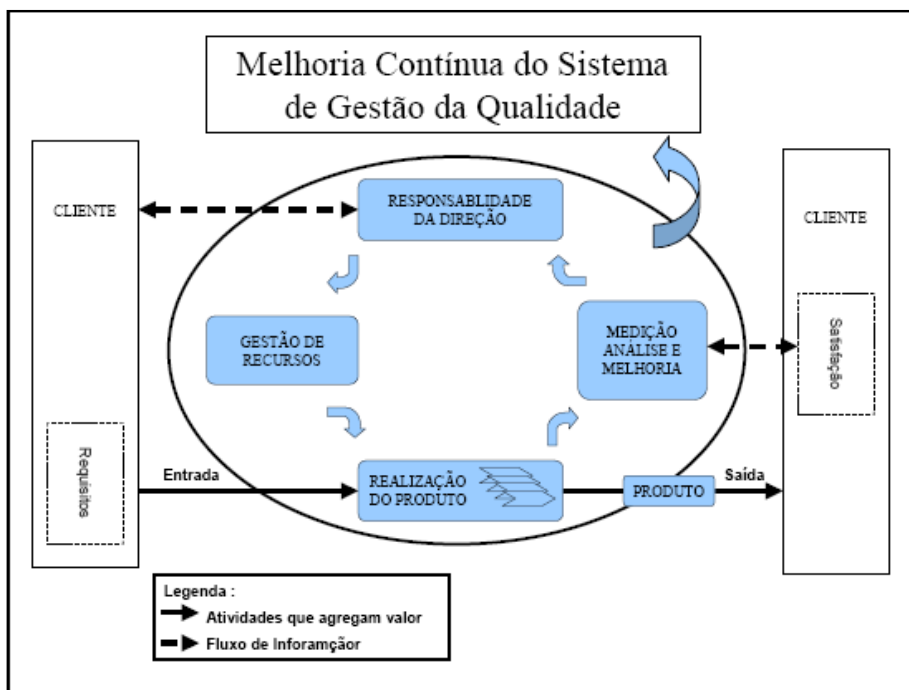 Melhoria Contínua do Sistema
de Gestão da Qualidade
CLIENTE
RESPONSABLIDADE
DA DIREÇÃO
CLIENTE
GESTÃO DE
RECURSOS
MEDIÇÃO
ANÁLISE E
MELHORIA
Satisfação
Requisitos
Entrada
REALIZAÇÃO
DO PRODUTO
PRODUTO
Saída
Legenda :
Atividades que agregam valor
Fluxo de Inforamçãor